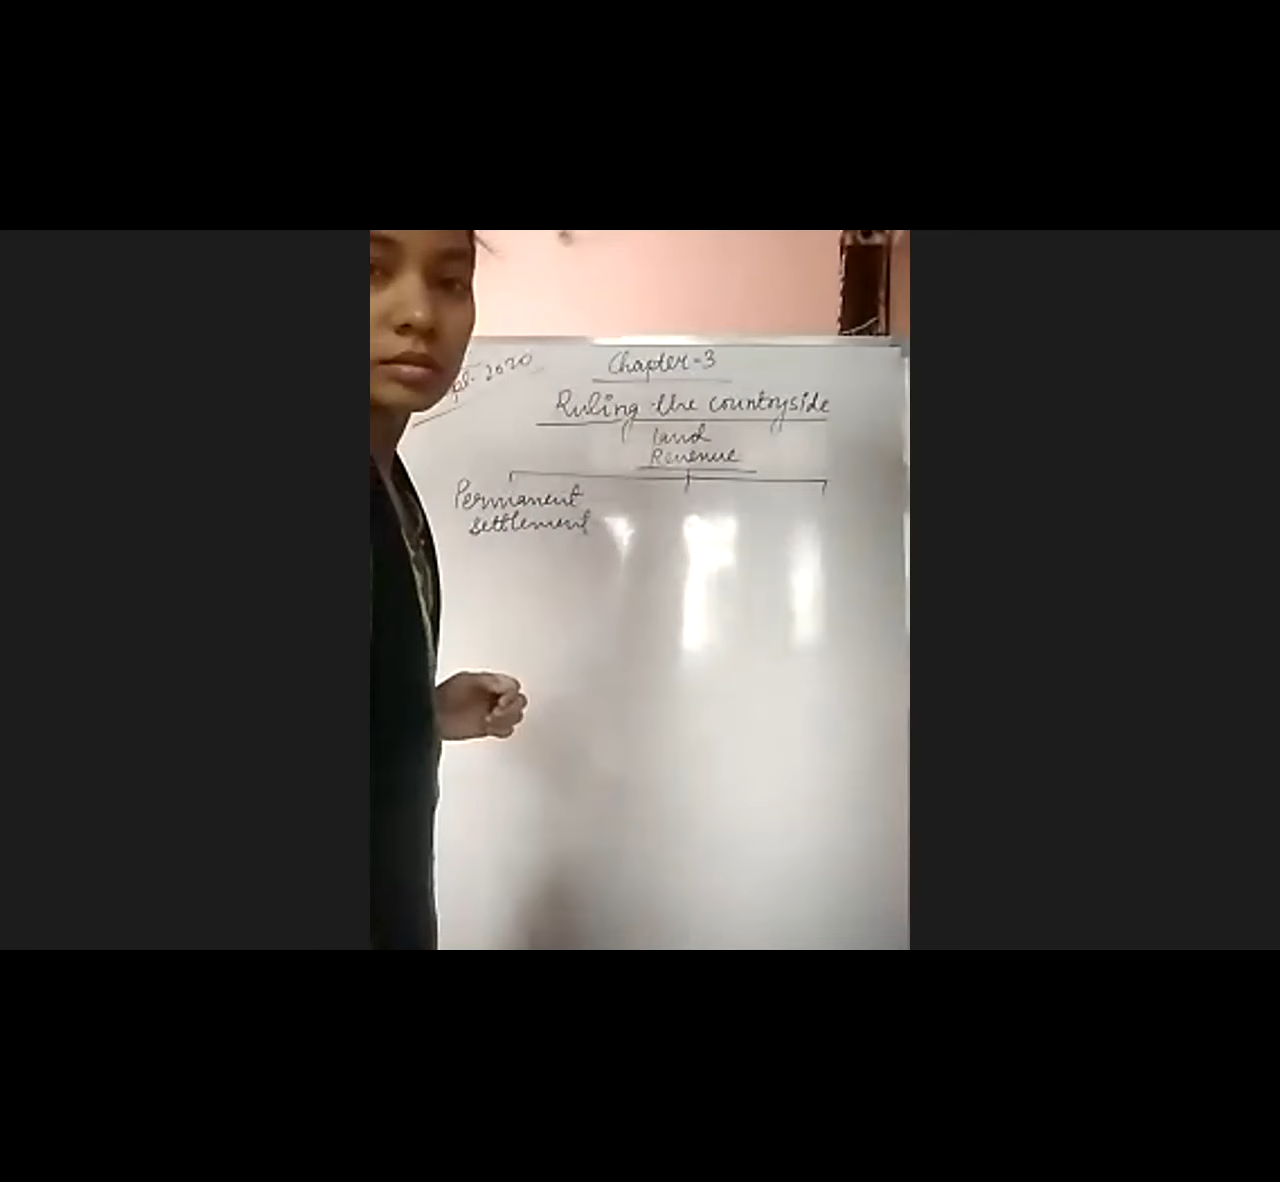 2020
Chapter-3
Ruling the countryside
land
Revenue
Permanent
settlement